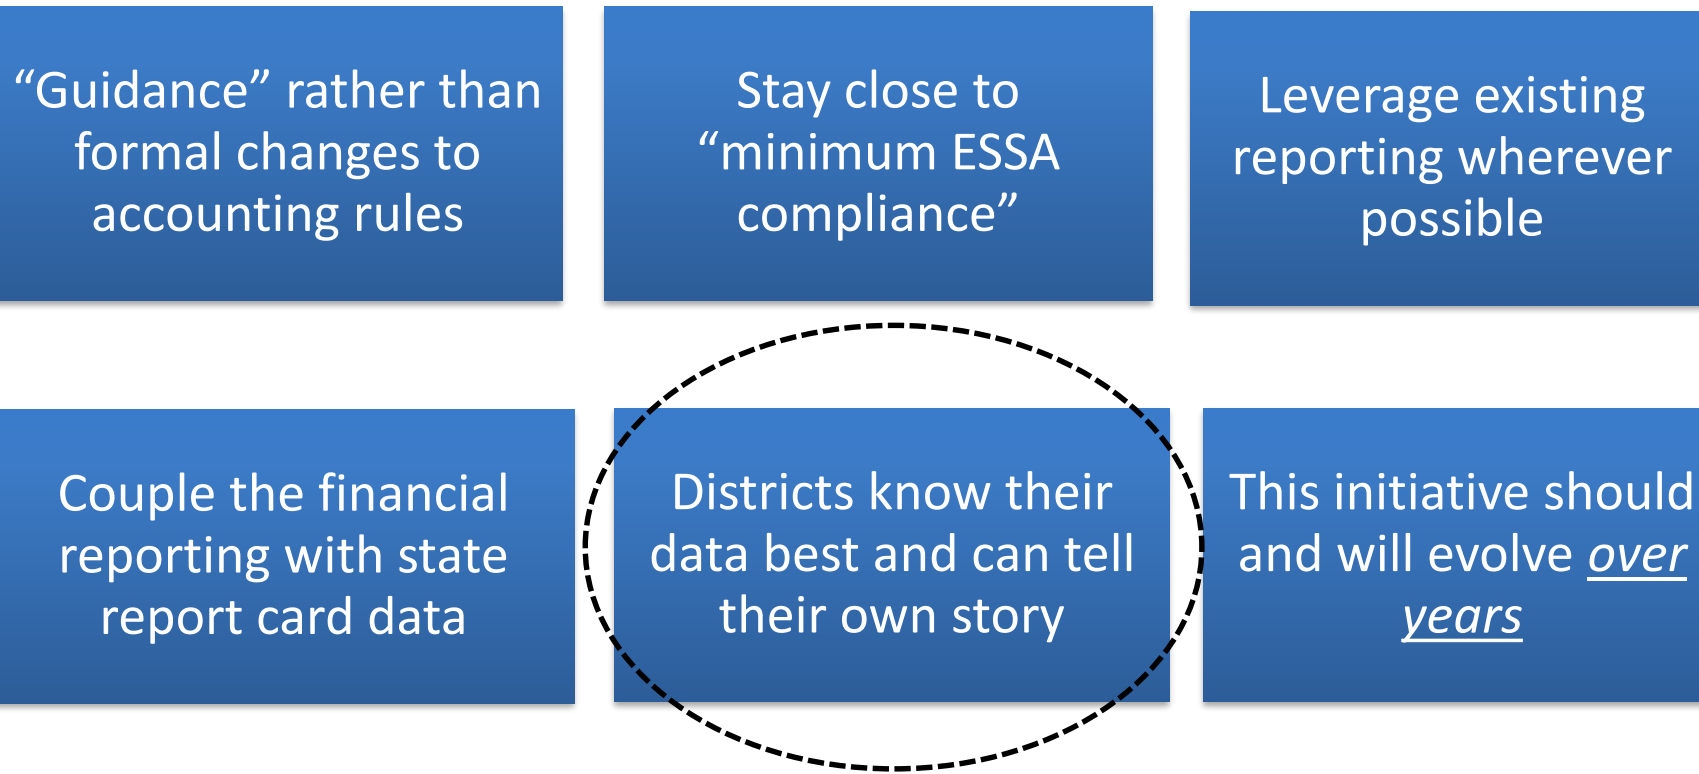 “Guidance” rather than
formal changes to
accounting rules
Stay close to
“minimum ESSA
compliance”
Leverage existing
reporting wherever
possible
Couple the financial
reporting with state
report card data
Districts know their
data best and can tell
their own story
This initiative should
and will evolve over
years